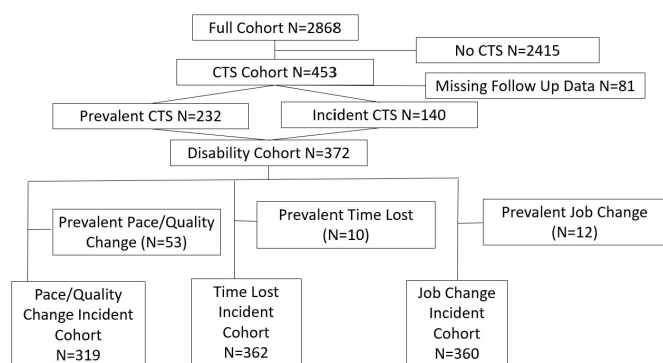 Full Cohort N=2868
No CTS N=2415
CTS Cohort N=453
Missing Follow Up Data N=81
Prevalent CTS N=232
Incident CTS N=140
Disability Cohort N=372
Prevalent Pace/Quality
Change (N=53)
Prevalent Time Lost
(N=10)
Prevalent Job Change
(N=12)
Pace/Quality
Change Incident
Cohort
N=319
Time Lost
Incident
Cohort
N=362
Job Change
Incident
Cohort
N=360